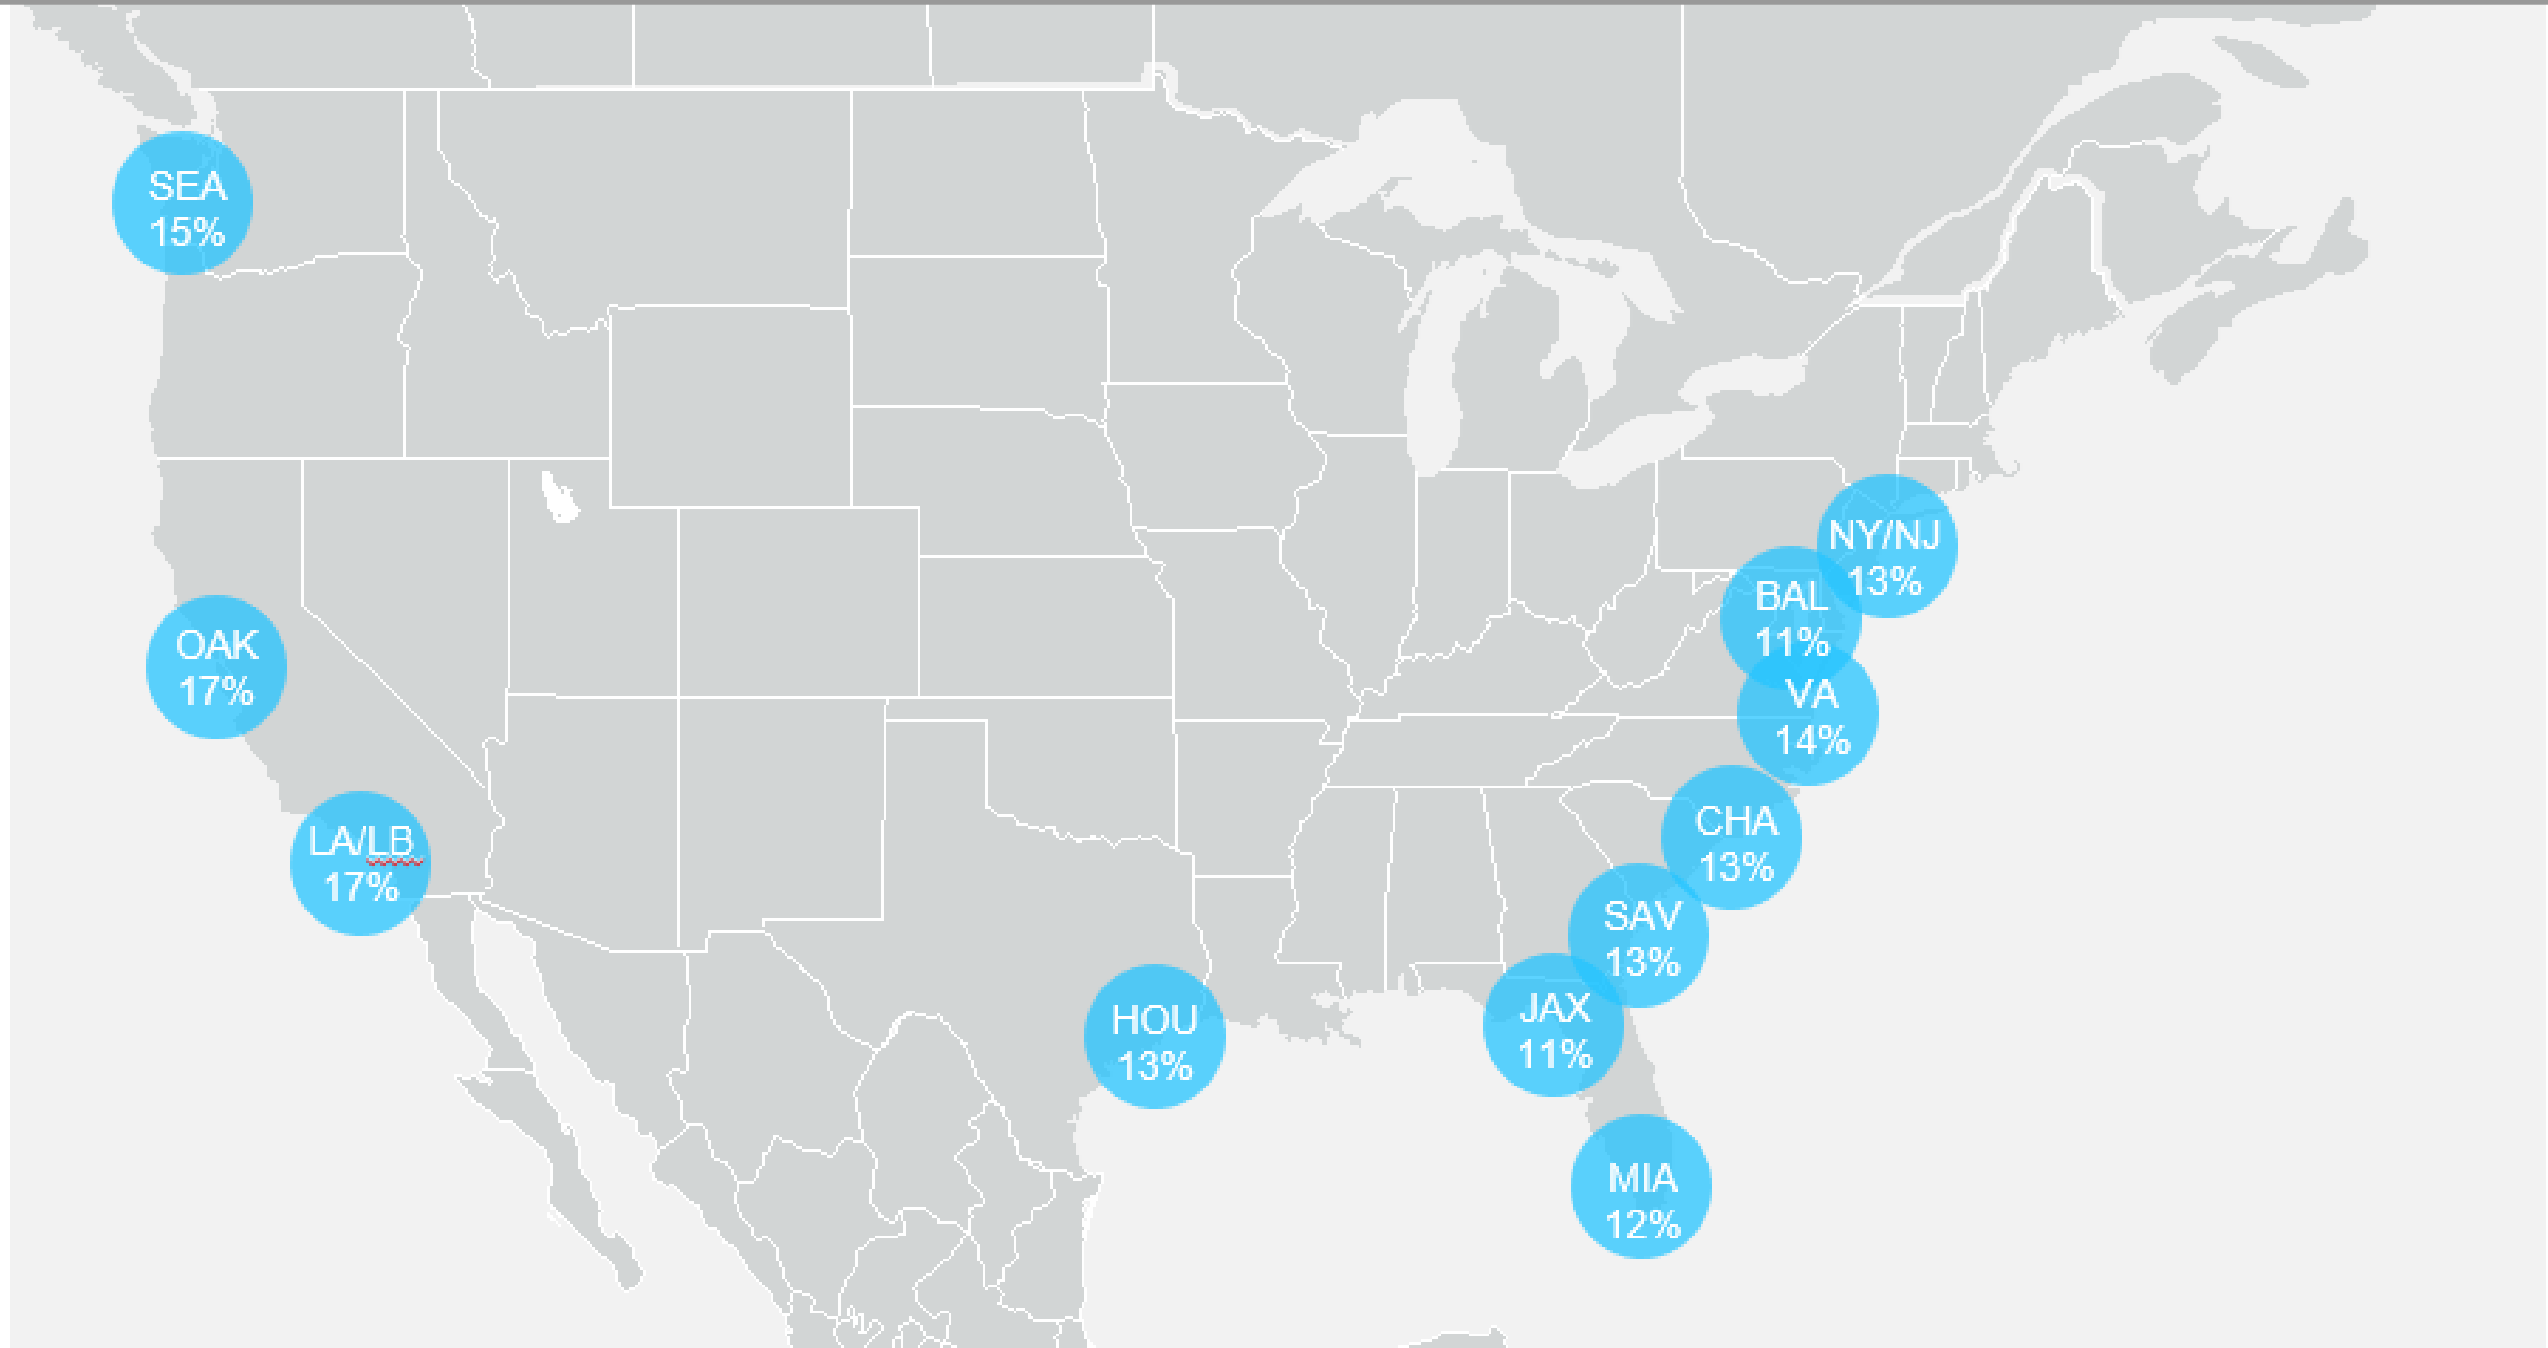 SEA
15%
NY/NJ
13%
BAL
11%
OAK
17%
VA
14%
LA/LB
17%
CHA
13%
SAV
13%
HOU
13%
JAX
11%
MIA
12%